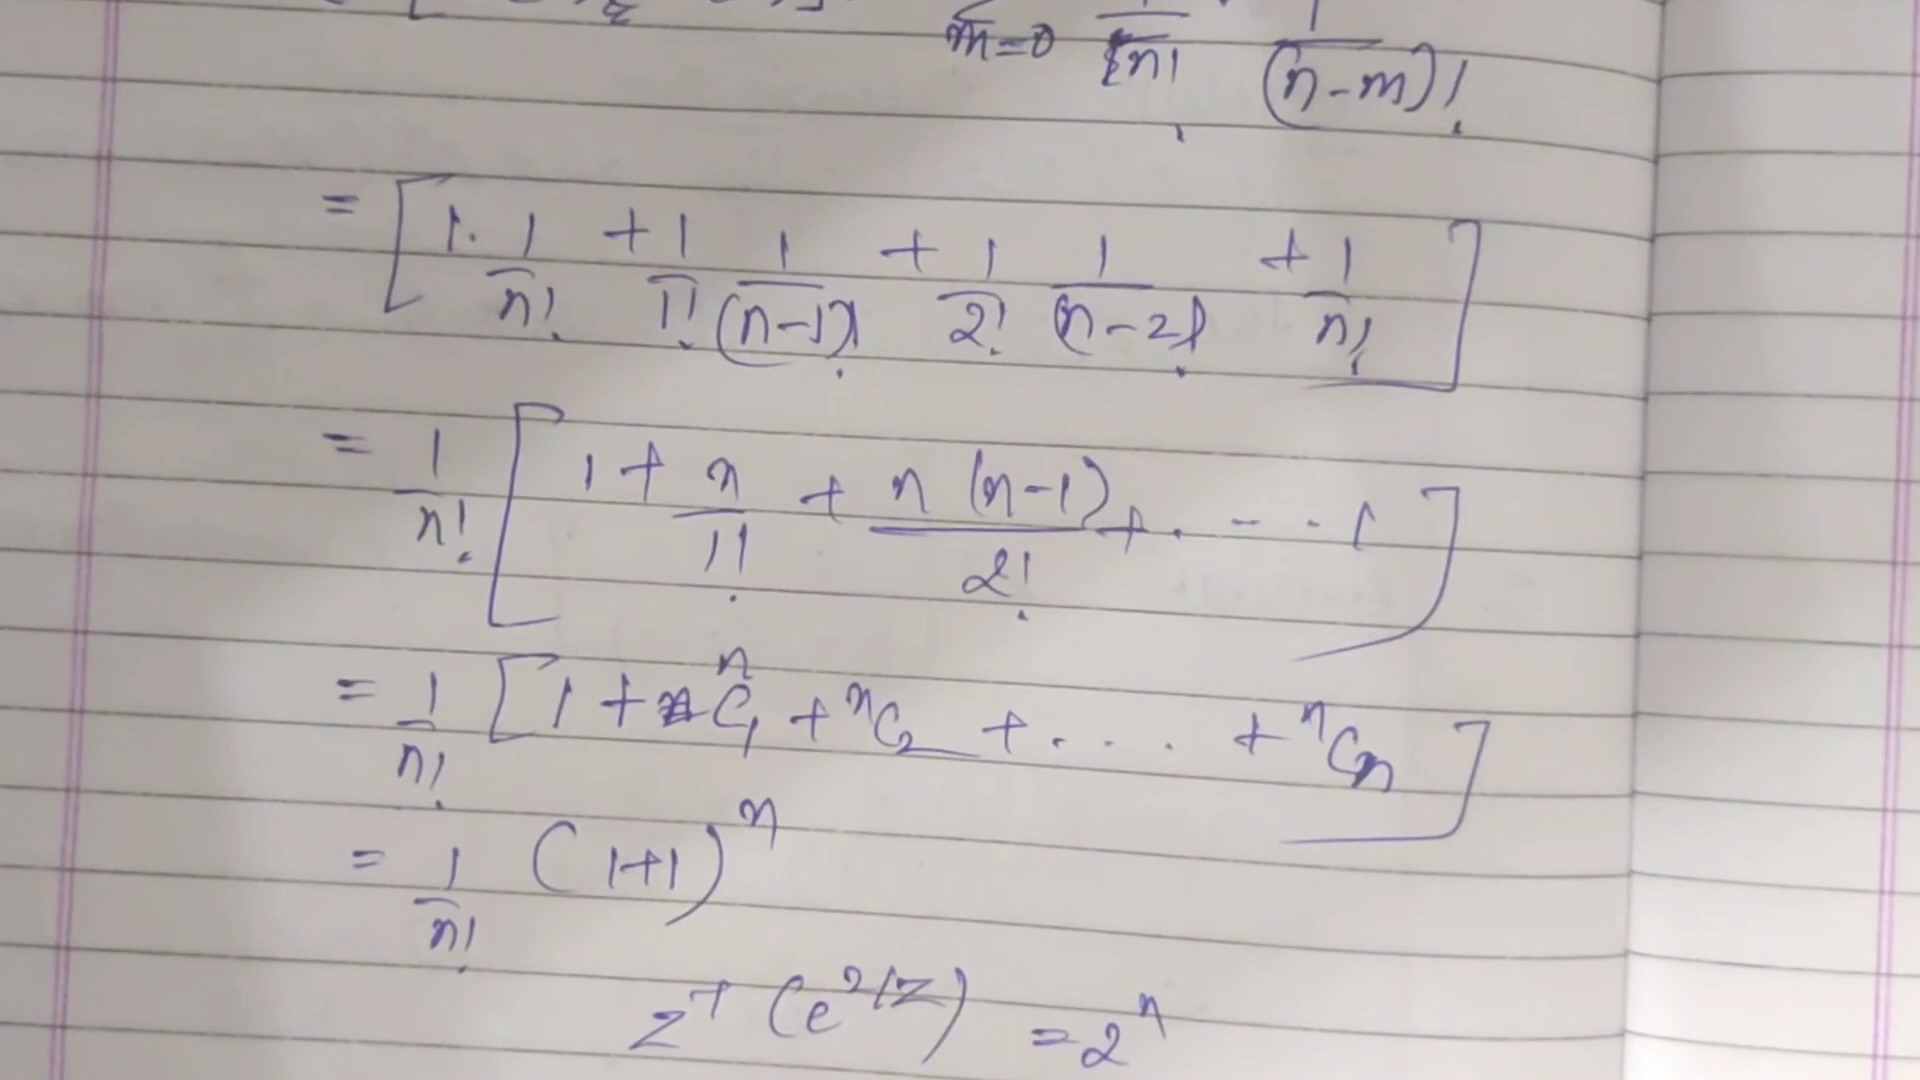 m=0 1/n! · 1/(n-m)!
= [1. 1/n! + 1/1! 1/(n-1)! + 1/2! 1/(n-2)! + 1/n!]
= 1/n! [1 + n/1! + n(n-1)/2! + . - - . 1]
= 1/n! [1 + ⁿC₁ + ⁿC₂ + . . . + ⁿCₙ]
= 1/n! (1+1)ⁿ
z⁻¹ (e^2/z) = 2ⁿ